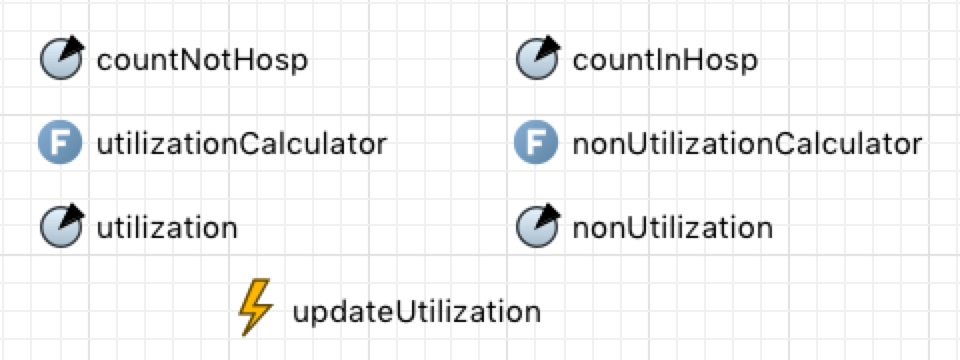 countNotHosp countInHosp
F utilizationCalculator F nonUtilizationCalculator
utilization nonUtilization
updateUtilization